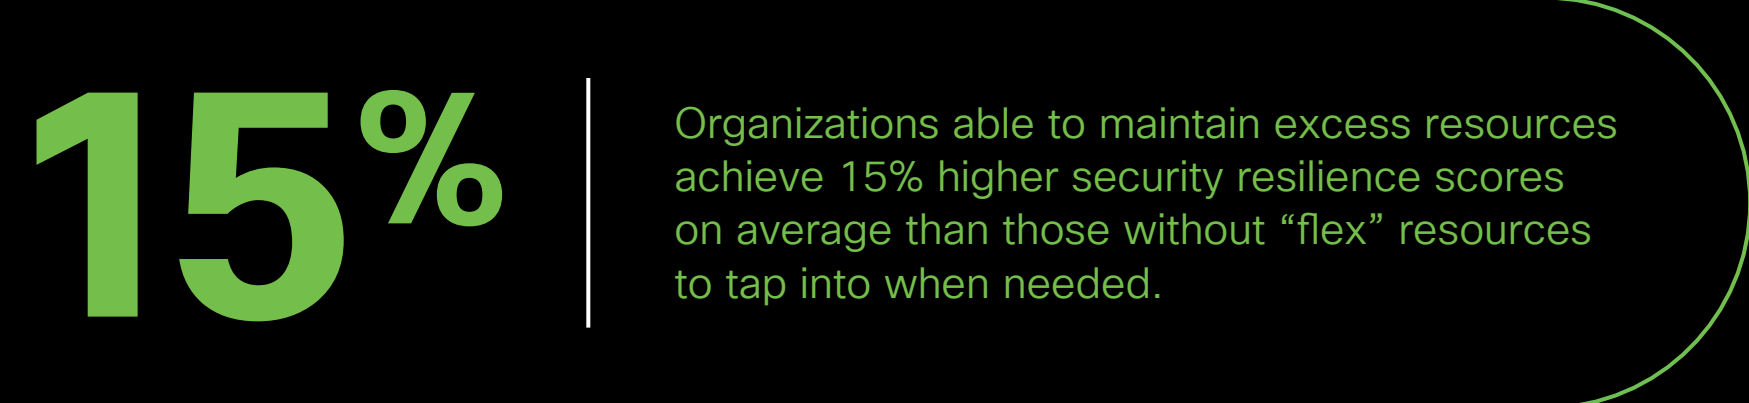 15%
Organizations able to maintain excess resources
achieve 15% higher security resilience scores
on average than those without “flex” resources
to tap into when needed.